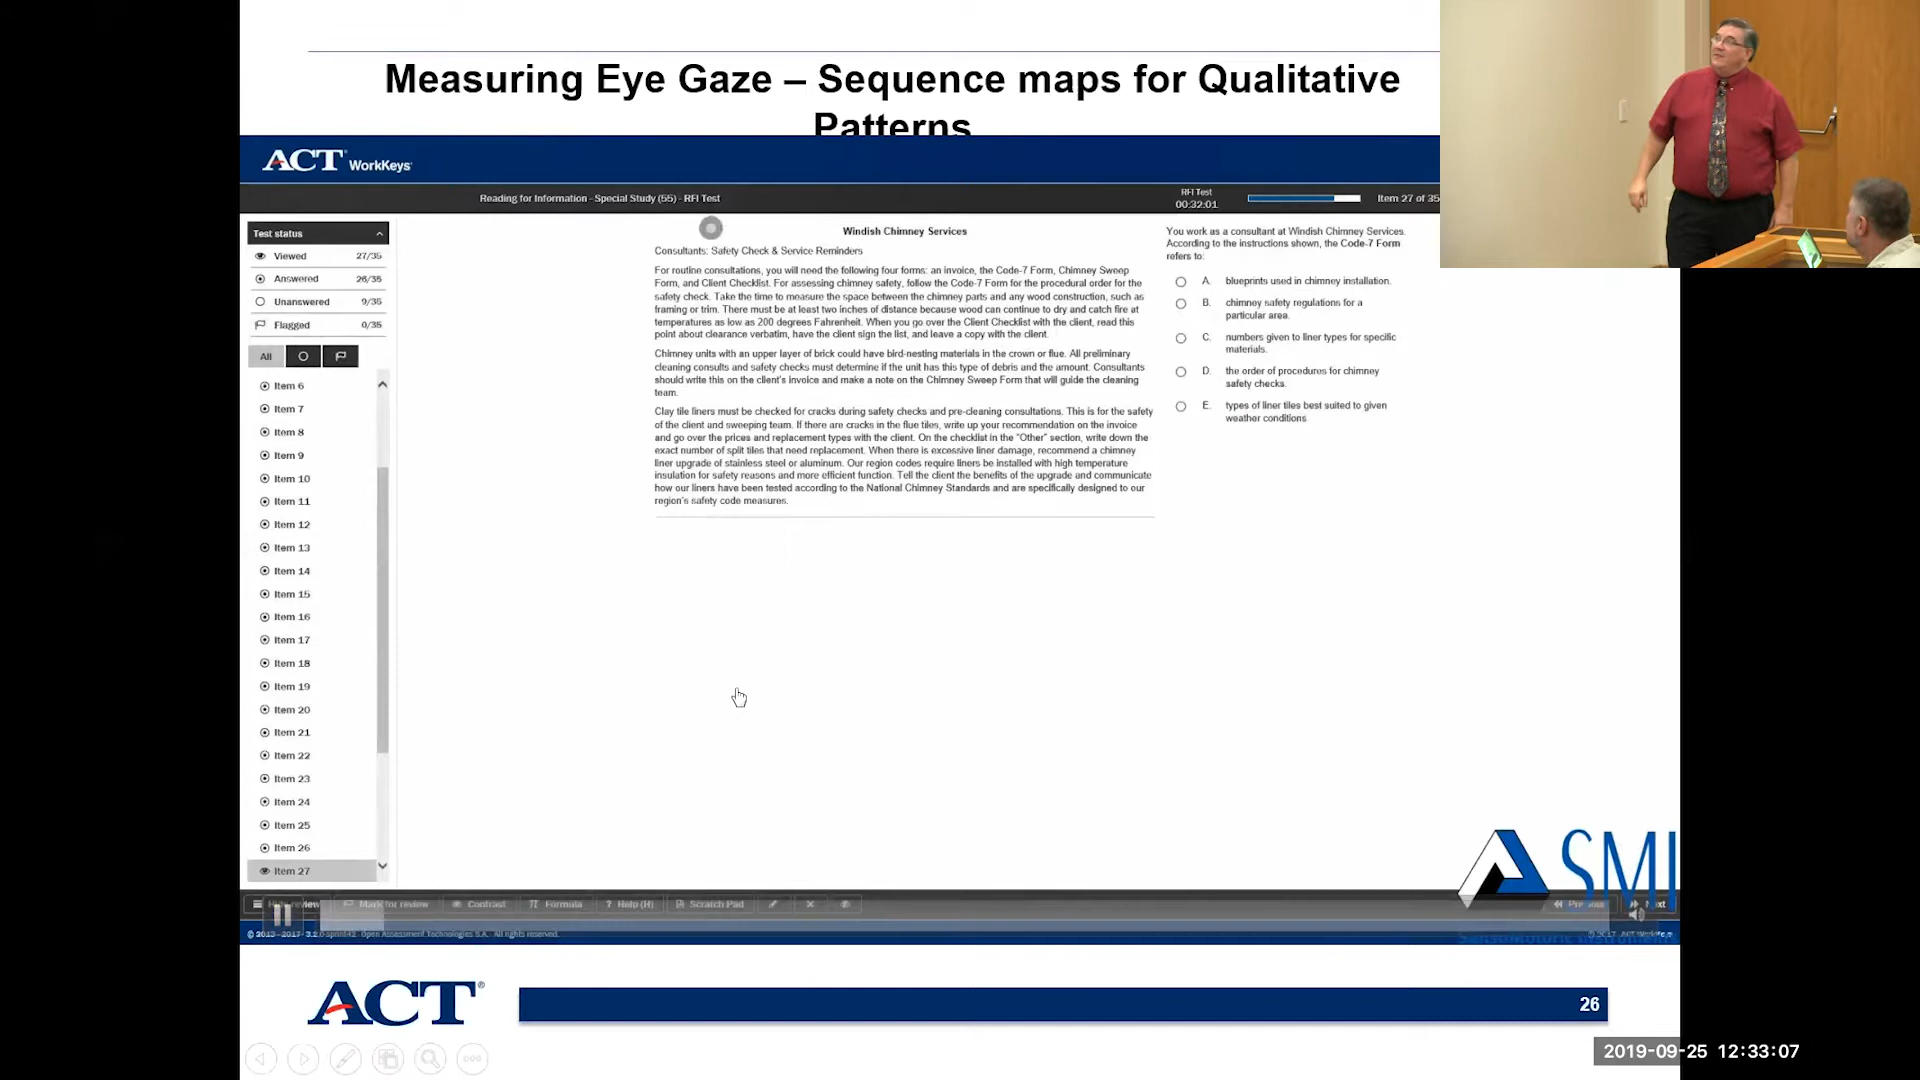 Measuring Eye Gaze – Sequence maps for Qualitative
Patterns
ACT WorkKeys
Reading for Information - Special Study (55) - RFI Test
RFI Test
00:32:01
Item 27 of 35
Test status
Viewed 27/35
Answered 26/35
Unanswered 9/35
Flagged 0/35
All
Item 6
Item 7
Item 8
Item 9
Item 10
Item 11
Item 12
Item 13
Item 14
Item 15
Item 16
Item 17
Item 18
Item 19
Item 20
Item 21
Item 22
Item 23
Item 24
Item 25
Item 26
Item 27
Windish Chimney Services
Consultants: Safety Check & Service Reminders
For routine consultations, you will need the following four forms: an invoice, the Code-7 Form, Chimney Sweep
Form, and Client Checklist. For assessing chimney safety, follow the Code-7 Form for the procedural order for the
safety check. Take the time to measure the space between the chimney parts and any wood construction, such as
framing or trim. There must be at least two inches of distance because wood can continue to dry and catch fire at
temperatures as low as 200 degrees Fahrenheit. When you go over the Client Checklist with the client, read this
point about clearance verbatim, have the client sign the list, and leave a copy with the client.
Chimney units with an upper layer of brick could have bird-nesting materials in the crown or flue. All preliminary
cleaning consults and safety checks must determine if the unit has this type of debris and the amount. Consultants
should write this on the client's invoice and make a note on the Chimney Sweep Form that will guide the cleaning
team.
Clay tile liners must be checked for cracks during safety checks and pre-cleaning consultations. This is for the safety
of the client and sweeping team. If there are cracks in the flue tiles, write up your recommendation on the invoice
and go over the prices and replacement types with the client. On the checklist in the "Other" section, write down the
exact number of split tiles that need replacement. When there is excessive liner damage, recommend a chimney
liner upgrade of stainless steel or aluminum. Our region codes require liners be installed with high temperature
insulation for safety reasons and more efficient function. Tell the client the benefits of the upgrade and communicate
how our liners have been tested according to the National Chimney Standards and are specifically designed to our
region's safety code measures.
You work as a consultant at Windish Chimney Services.
According to the instructions shown, the Code-7 Form
refers to:
A. blueprints used in chimney installation.
B. chimney safety regulations for a
particular area.
C. numbers given to liner types for specific
materials.
D. the order of procedures for chimney
safety checks.
E. types of liner tiles best suited to given
weather conditions
SMI
review Mark for review Contrast Formula Help (H) Scratch Pad Next
© 2013 - 2017 · 3.2.0-sprint42 · Open Assessment Technologies S.A. · All rights reserved.
© 2017 · ACT WorkKeys
ACT®
26
2019-09-25 12:33:07